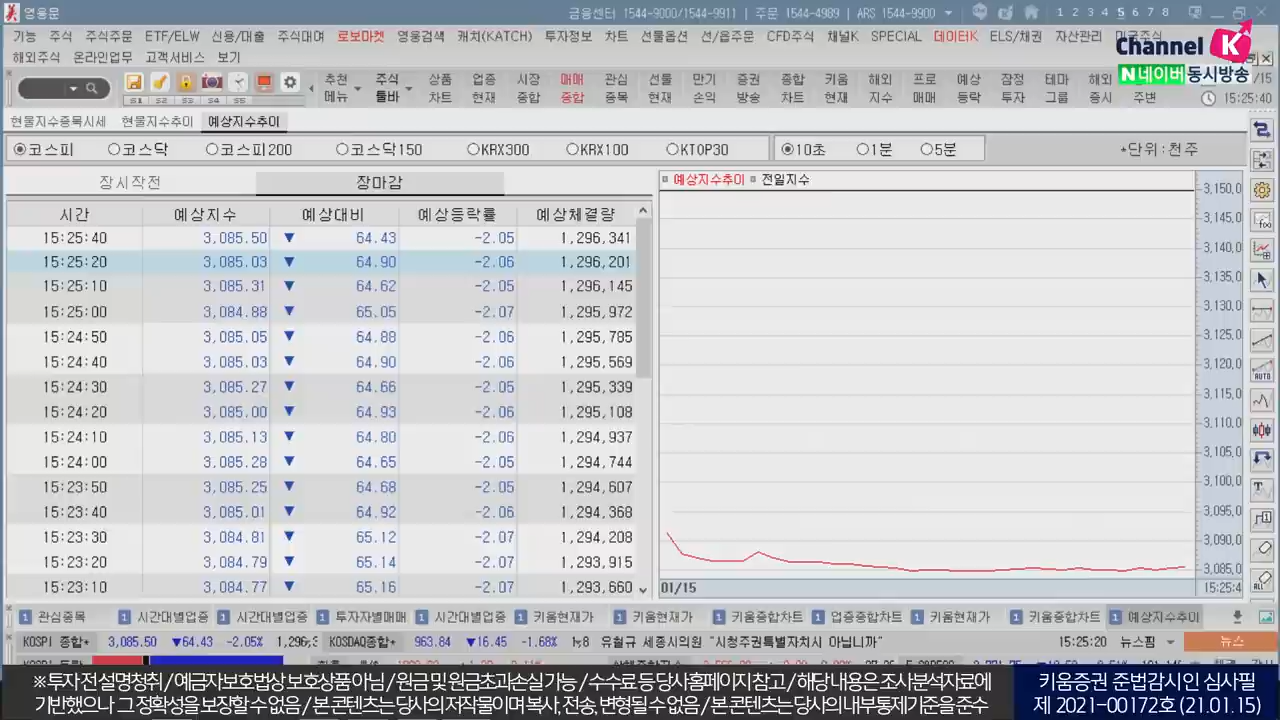 영웅문
금융센터 1544-9000/1544-9911 | 주문 1544-4989 | ARS 1544-9900
1 2 3 4 5 6 7 8
기능 주식 주식주문 ETF/ELW 신용/대출 주식대여 로보마켓 영웅검색 캐치(KATCH) 투자정보 차트 선물옵션 선/옵주문 CFD주식 채널K SPECIAL 데이터K ELS/채권 자산관리
해외주식 온라인업무 고객서비스 보기
Channel K
N네이버 동시방송
추천 주식 상품 업종 시장 매매 관심 선물 만기 증권 종합 키움 해외 프로 예상 잠정 테마 해외
메뉴 툴바 차트 현재 종합 종합 종목 현재 손익 방송 차트 현재 지수 매매 등락 투자 그룹 증시 주변
S1 S2 S3 S4 S5
15:25:40
현물지수종목시세 현물지수추이 예상지수추이
코스피 코스닥 코스피200 코스닥150 KRX300 KRX100 KTOP30 10초 1분 5분 *단위:천주
장시작전 장마감
예상지수추이 전일지수
시간 예상지수 예상대비 예상등락률 예상체결량
15:25:40 3,085.50 ▼ 64.43 -2.05 1,296,341
15:25:20 3,085.03 ▼ 64.90 -2.06 1,296,201
15:25:10 3,085.31 ▼ 64.62 -2.05 1,296,145
15:25:00 3,084.88 ▼ 65.05 -2.07 1,295,972
15:24:50 3,085.05 ▼ 64.88 -2.06 1,295,785
15:24:40 3,085.03 ▼ 64.90 -2.06 1,295,569
15:24:30 3,085.27 ▼ 64.66 -2.05 1,295,339
15:24:20 3,085.00 ▼ 64.93 -2.06 1,295,108
15:24:10 3,085.13 ▼ 64.80 -2.06 1,294,937
15:24:00 3,085.28 ▼ 64.65 -2.05 1,294,744
15:23:50 3,085.25 ▼ 64.68 -2.05 1,294,607
15:23:40 3,085.01 ▼ 64.92 -2.06 1,294,368
15:23:30 3,084.81 ▼ 65.12 -2.07 1,294,208
15:23:20 3,084.79 ▼ 65.14 -2.07 1,293,915
15:23:10 3,084.77 ▼ 65.16 -2.07 1,293,660
3,150,0
3,145,0
3,140,0
3,135,0
3,130,0
3,125,0
3,120,0
3,115,0
3,110,0
3,105,0
3,100,0
3,095,0
3,090,0
3,085,0
01/15 15:25:4
1 관심종목 1 시간대별업종 1 시간대별업종 1 투자자별매매 1 시간대별업종 1 키움현재가 1 키움현재가 1 키움종합차트 1 업종종합차트 1 키움현재가 1 키움종합차트 1 예상지수추이
KOSPI 종합 3,085.50 ▼64.43 -2.05% KOSDAQ종합 963.84 ▼16.45 -1.68% 유철규 세종시의원 "시청주권특별자치시 아닙니까" 15:25:20 뉴스핌 뉴스
※ 투자 전 설명청취 / 예금자보호법상 보호상품 아님 / 원금 및 원금초과손실 가능 / 수수료 등 당사홈페이지 참고 / 해당 내용은 조사분석자료에
기반했으나 그 정확성을 보장할 수 없음 / 본 콘텐츠는 당사의 저작물이며 복사, 전송, 변형될 수 없음 / 본 콘텐츠는 당사의 내부통제기준을 준수
키움증권 준법감시인 심사필
제 2021-00172호 (21.01.15)